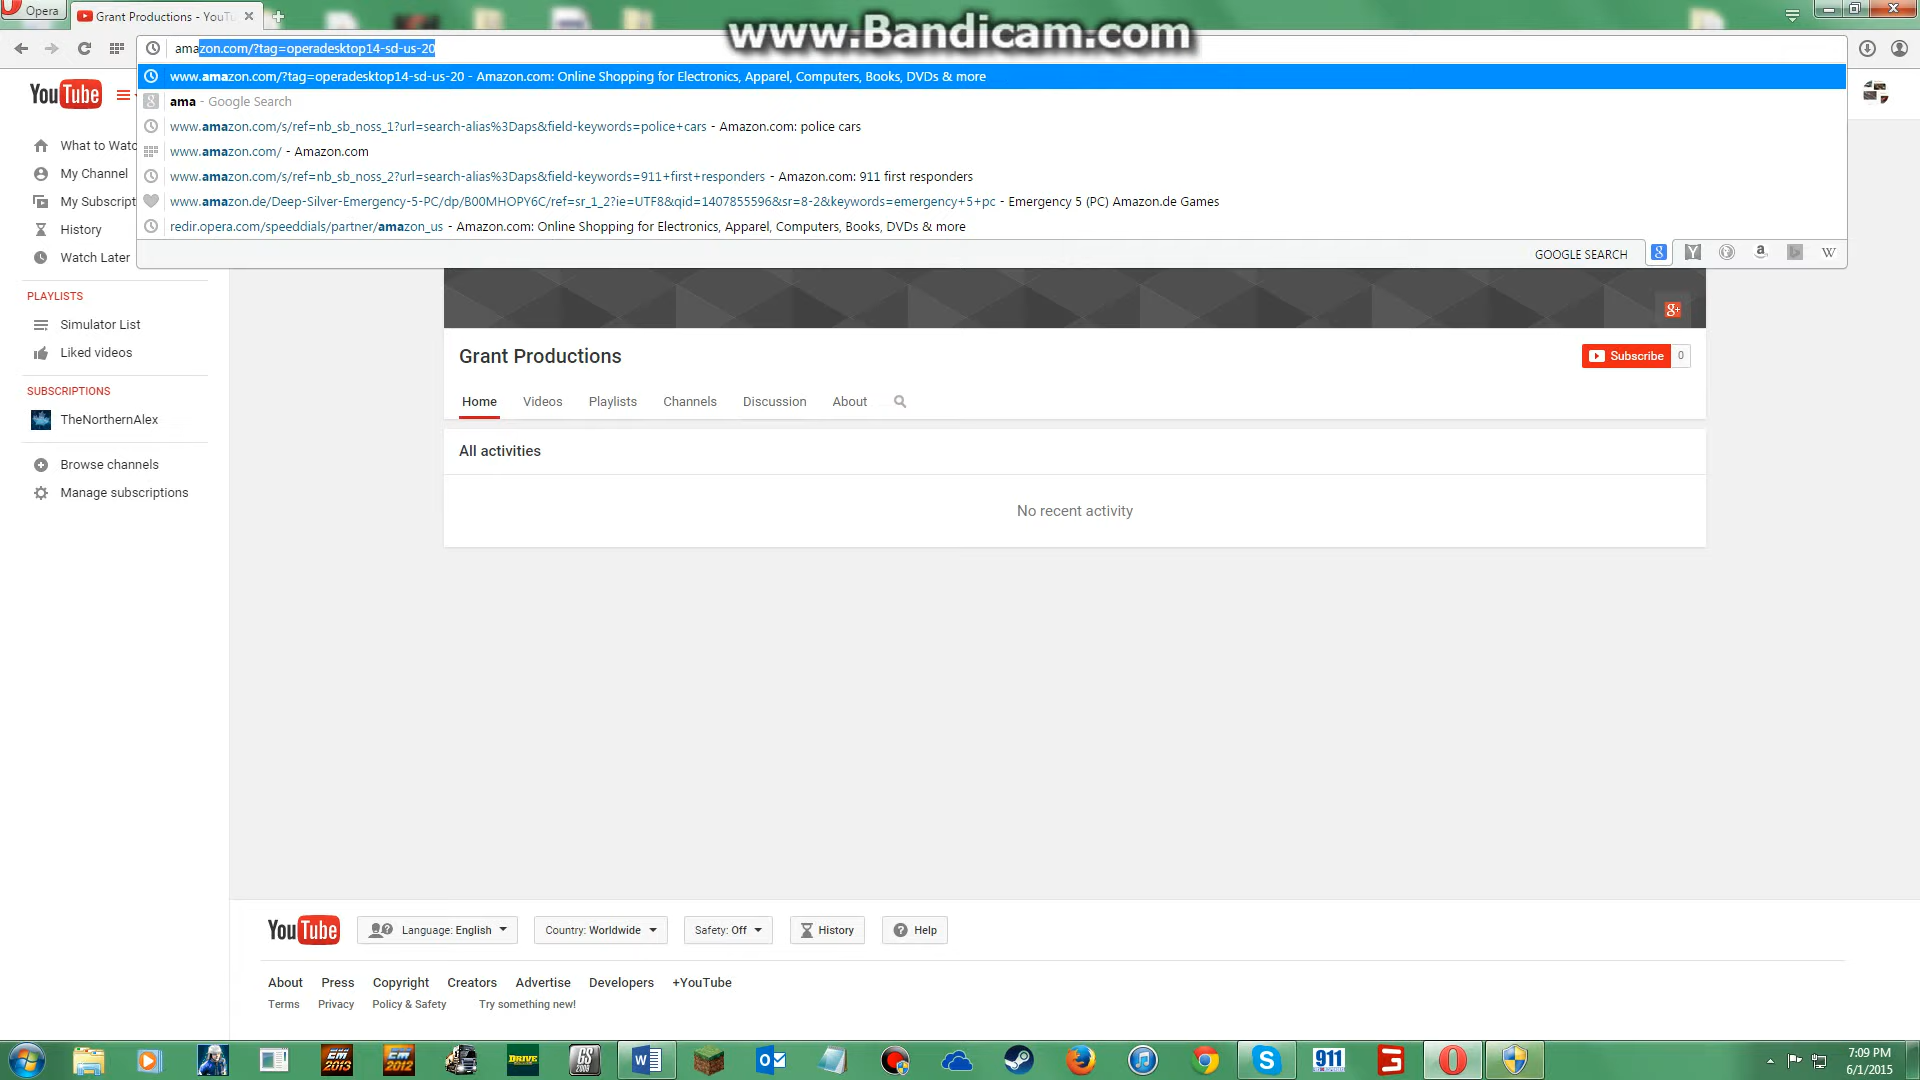 Opera
Grant Productions - YouTu
www.Bandicam.com
amazon.com/?tag=operadesktop14-sd-us-20
www.amazon.com/?tag=operadesktop14-sd-us-20 - Amazon.com: Online Shopping for Electronics, Apparel, Computers, Books, DVDs & more
ama - Google Search
www.amazon.com/s/ref=nb_sb_noss_1?url=search-alias%3Daps&field-keywords=police+cars - Amazon.com: police cars
www.amazon.com/ - Amazon.com
www.amazon.com/s/ref=nb_sb_noss_2?url=search-alias%3Daps&field-keywords=911+first+responders - Amazon.com: 911 first responders
www.amazon.de/Deep-Silver-Emergency-5-PC/dp/B00MHOPY6C/ref=sr_1_2?ie=UTF8&qid=1407855596&sr=8-2&keywords=emergency+5+pc - Emergency 5 (PC) Amazon.de Games
redir.opera.com/speeddials/partner/amazon_us - Amazon.com: Online Shopping for Electronics, Apparel, Computers, Books, DVDs & more
GOOGLE SEARCH
YouTube
What to Watc
My Channel
My Subscript
History
Watch Later
PLAYLISTS
Simulator List
Liked videos
SUBSCRIPTIONS
TheNorthernAlex
Browse channels
Manage subscriptions
g+
Grant Productions
Subscribe 0
Home Videos Playlists Channels Discussion About
All activities
No recent activity
YouTube Language: English Country: Worldwide Safety: Off History Help
About Press Copyright Creators Advertise Developers +YouTube
Terms Privacy Policy & Safety Try something new!
EM 2013
EM 2012
DRIVE
GS 2009
911
7:09 PM
6/1/2015